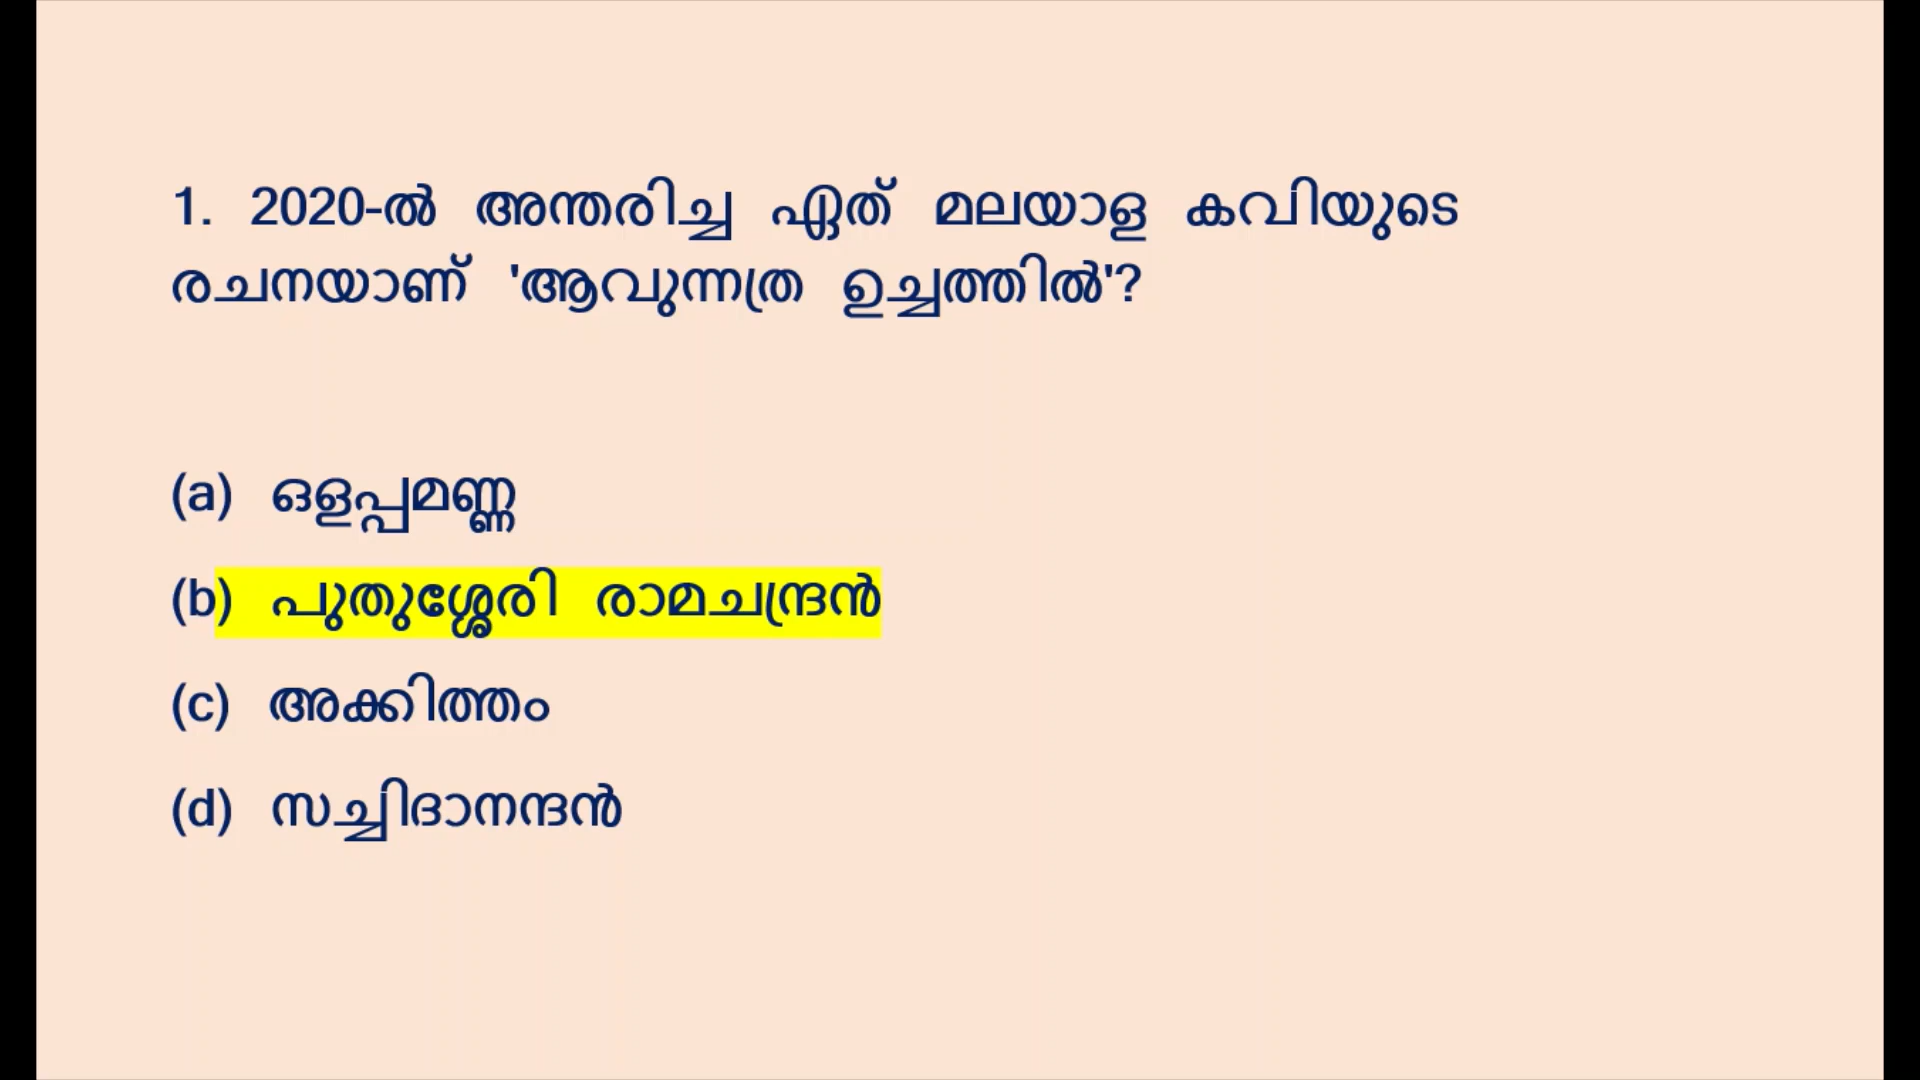 1. 2020-ൽ അന്തരിച്ച ഏത് മലയാള കവിയുടെ
രചനയാണ് 'ആവുന്നത്ര ഉച്ചത്തിൽ'?
(a) ഒളപ്പമണ്ണ
(b) പുതുശ്ശേരി രാമചന്ദ്രൻ
(c) അക്കിത്തം
(d) സച്ചിദാനന്ദൻ